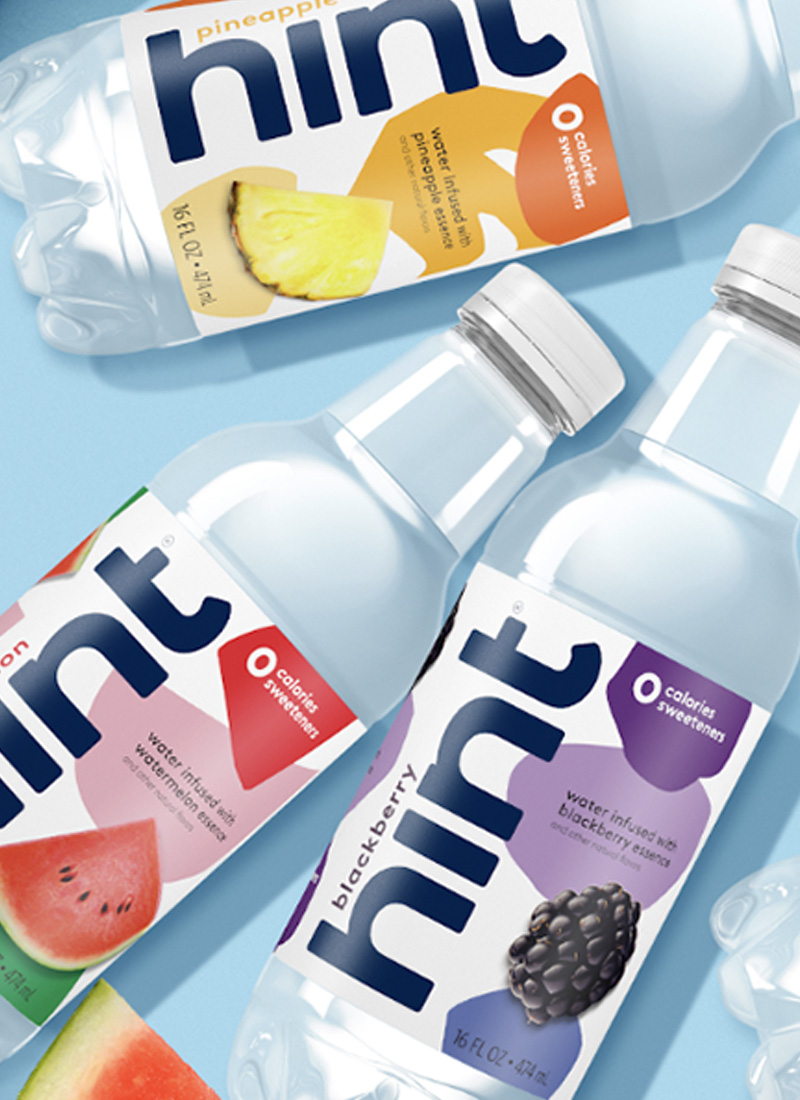 pineapple
hint
0 calories
sweeteners
water infused with
pineapple essence
and other natural flavors
16 FL OZ • 474 mL
hint
®
0 calories
sweeteners
water infused with
watermelon essence
and other natural flavors
• 474 mL
blackberry
hint
®
0 calories
sweeteners
water infused with
blackberry essence
and other natural flavors
16 FL OZ • 474 mL